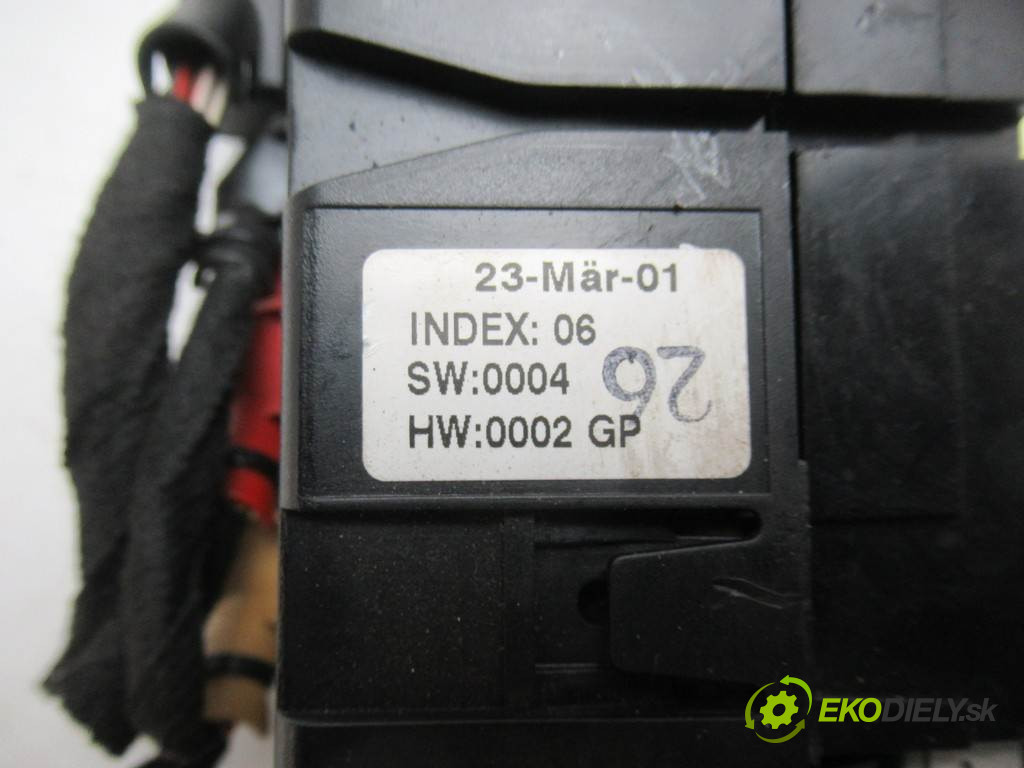 23-Mär-01
INDEX: 06
SW:0004
26
HW:0002 GP
EKODIELY.sk